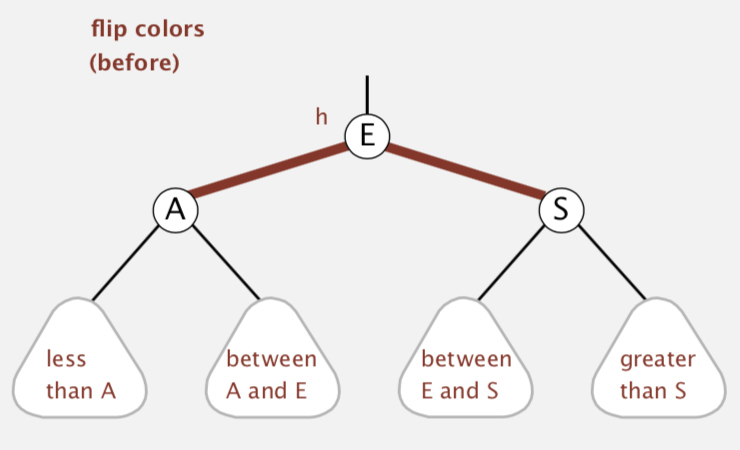 flip colors
(before)
h
E
A
S
less
than A
between
A and E
between
E and S
greater
than S